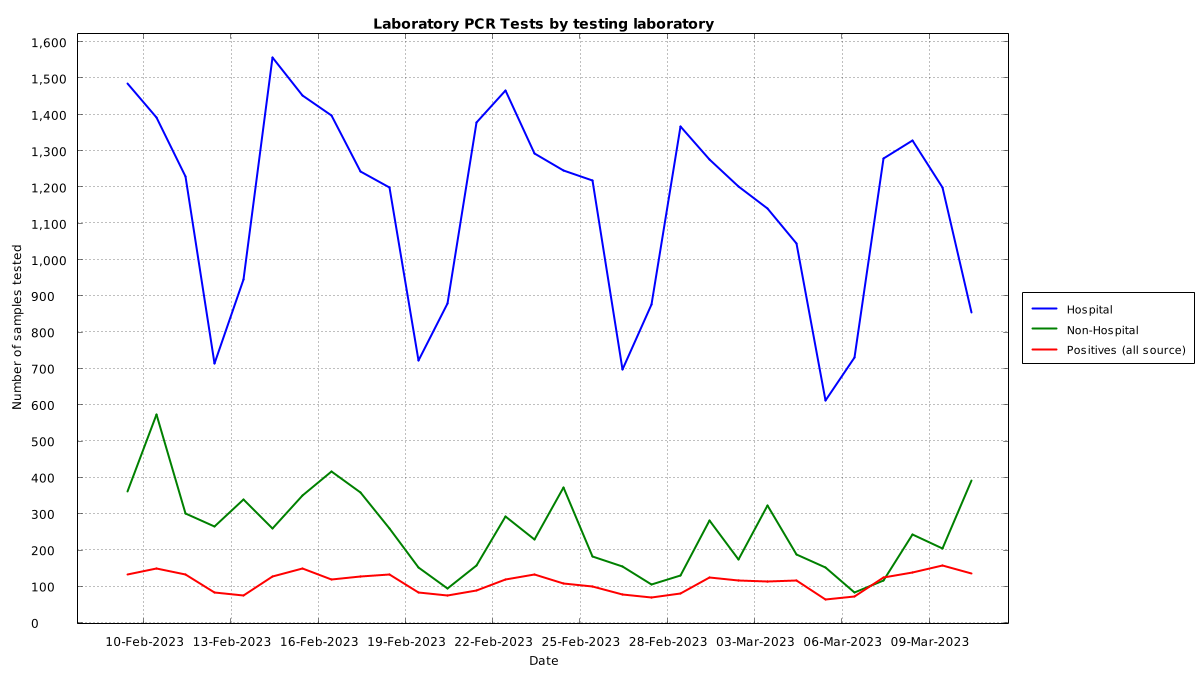 Laboratory PCR Tests by testing laboratory
1,600
1,500
1,400
1,300
1,200
1,100
1,000
900
800
700
600
500
400
300
200
100
0
Number of samples tested
10-Feb-2023 13-Feb-2023 16-Feb-2023 19-Feb-2023 22-Feb-2023 25-Feb-2023 28-Feb-2023 03-Mar-2023 06-Mar-2023 09-Mar-2023
Date
Hospital
Non-Hospital
Positives (all source)